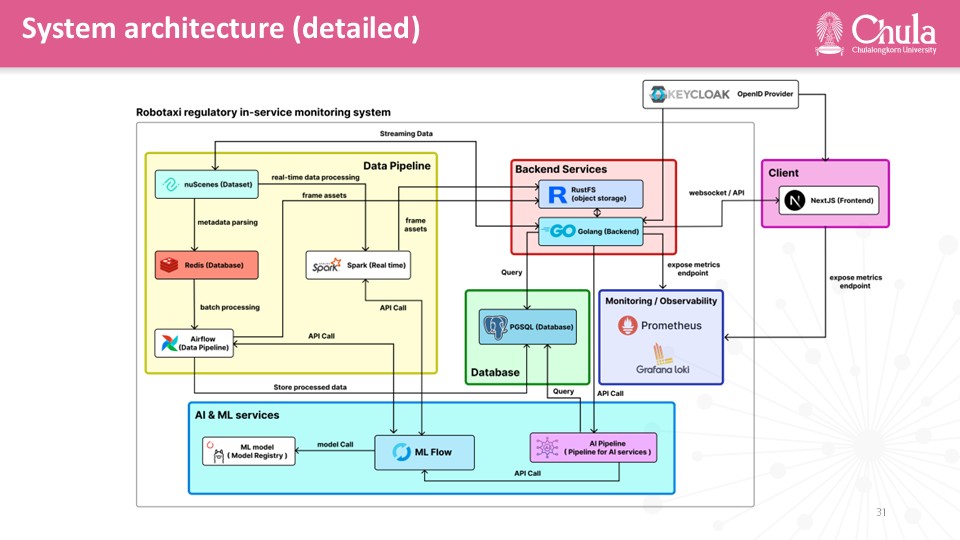 System architecture (detailed)
Chula
Chulalongkorn University
KEYCLOAK OpenID Provider
Robotaxi regulatory in-service monitoring system
Streaming Data
Data Pipeline
nuScenes (Dataset)
real-time data processing
frame assets
metadata parsing
frame
assets
Redis (Database)
Spark
Spark (Real time)
batch processing
API Call
Airflow
(Data Pipeline)
API Call
Store processed data
Backend Services
RustFS
(object storage)
GO
Golang (Backend)
websocket / API
Client
NextJS (Frontend)
Query
expose metrics
endpoint
expose metrics
endpoint
PGSQL (Database)
Database
Monitoring / Observability
Prometheus
Grafana loki
Query
API Call
AI & ML services
ML model
( Model Registry )
model Call
ML Flow
AI Pipeline
( Pipeline for AI services )
API Call
31